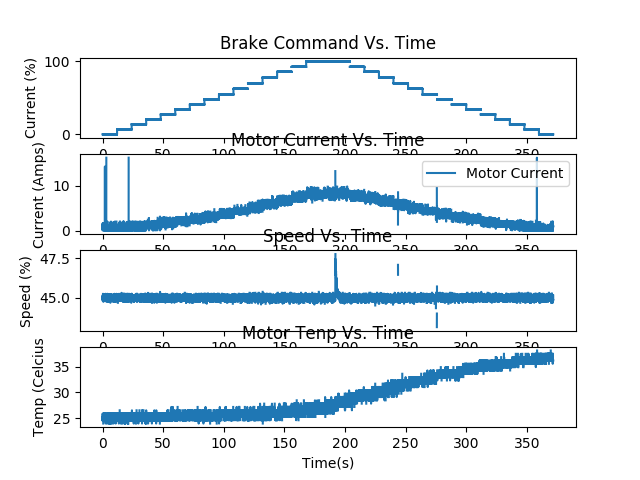 Brake Command Vs. Time
Current (%)
100
0
0 50 100 150 200 250 300 350
Motor Current Vs. Time
Current (Amps)
10
0
Motor Current
0 50 100 150 200 250 300 350
Speed Vs. Time
Speed (%)
47.5
45.0
0 50 100 150 200 250 300 350
Motor Tenp Vs. Time
Temp (Celcius
35
30
25
0 50 100 150 200 250 300 350
Time(s)